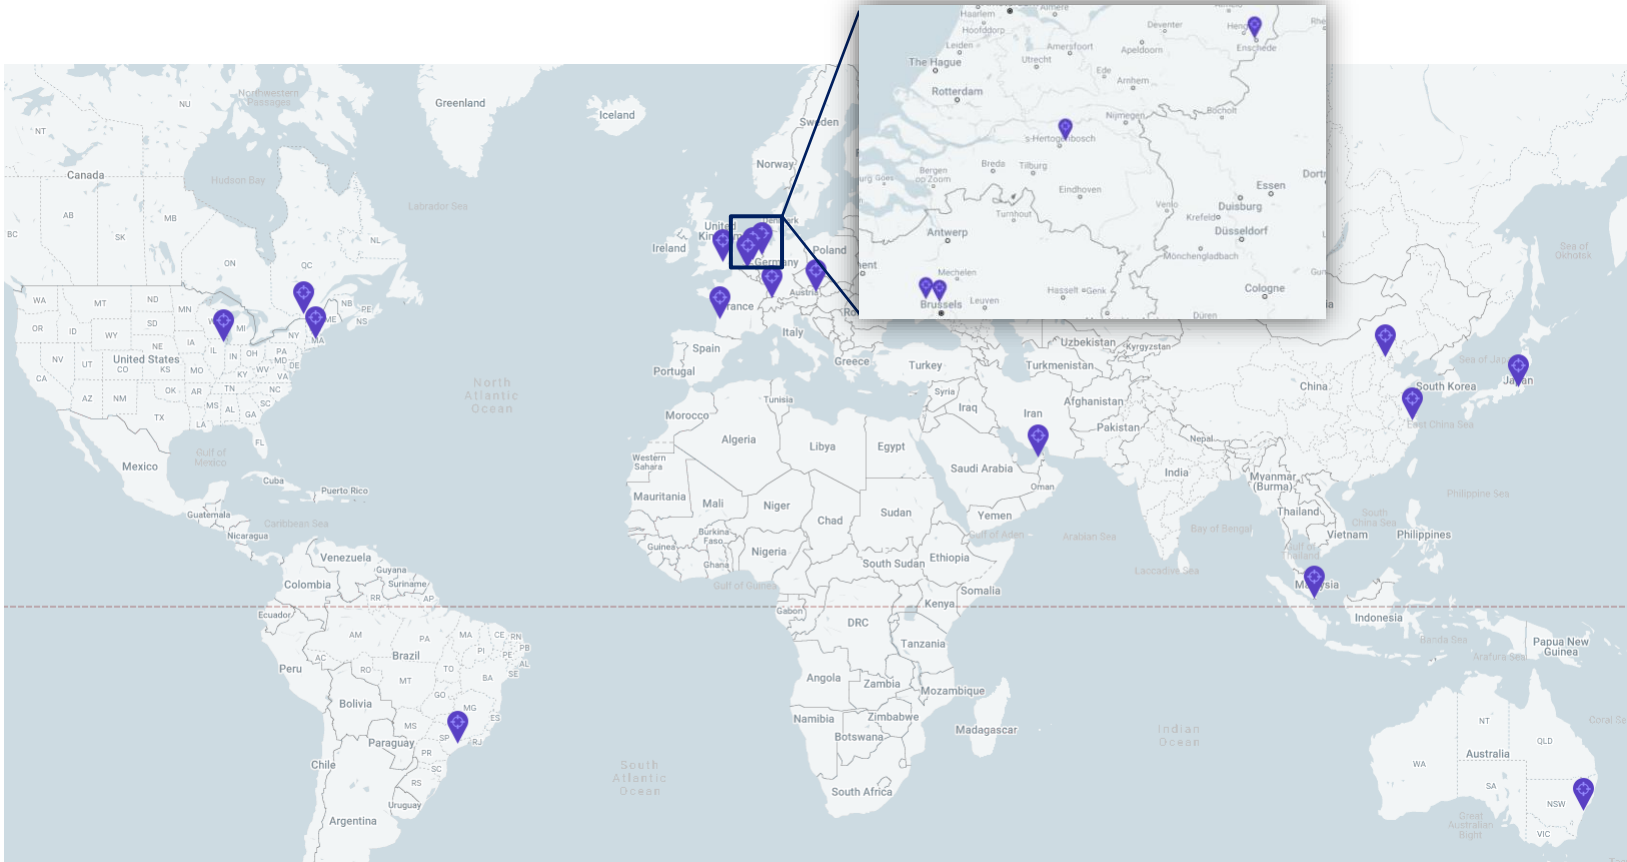 Haarlem
Almere
Hoofddorp
Deventer
Leiden
Amersfoort
Apeldoorn
Enschede
The Hague
Utrecht
Ede
Arnhem
Rotterdam
Nijmegen
Bocholt
's Hertogenbosch
Breda
Tilburg
Bergen
op Zoom
Goes
Eindhoven
Essen
Turnhout
Venlo
Krefeld
Duisburg
Antwerp
Düsseldorf
Mönchengladbach
Mechelen
Hasselt
Genk
Cologne
Brussels
Leuven
Düren
Greenland
Iceland
Sweden
Norway
NU
Northwestern
Passages
NT
Canada
Hudson Bay
Labrador Sea
AB
MB
BC
SK
ON
QC
NL
United
Ireland
Poland
Germany
Sea of
Okhotsk
WA
MT
ND
MN
NB
PE
NS
ME
OR
ID
WY
SD
MI
NY
MA
NE
IA
IL
IN
OH
PA
MD
DE
NV
UT
United States
CO
KS
MO
KY
WV
VA
CA
AZ
NM
OK
AR
TN
NC
SC
MS
AL
GA
TX
LA
FL
Italy
Spain
Portugal
Greece
Turkey
Uzbekistan
Kyrgyzstan
Turkmenistan
China
South Korea
Japan
North
Atlantic
Ocean
Tunisia
Syria
Iraq
Iran
Afghanistan
Pakistan
Nepal
East China Sea
Morocco
Algeria
Libya
Egypt
Western
Sahara
Saudi Arabia
Oman
India
Myanmar
(Burma)
Gulf of
Mexico
Mexico
Cuba
Puerto Rico
Guatemala
Nicaragua
Caribbean Sea
Mauritania
Mali
Niger
Chad
Sudan
Yemen
Gulf of Aden
Arabian Sea
Bay of Bengal
Thailand
Vietnam
South
China Sea
Philippines
Philippine Sea
Burkina
Faso
Guinea
Ghana
Nigeria
South Sudan
Ethiopia
Somalia
Laccadive Sea
Gulf of
Thailand
Venezuela
Guyana
Suriname
Colombia
Ecuador
RR
AP
Gulf of Guinea
Gabon
DRC
Kenya
Tanzania
Indonesia
Banda Sea
Arafura Sea
Papua New
Guinea
AM
PA
MA
CE
RN
PB
PE
AL
SE
PI
Peru
AC
RO
Brazil
TO
BA
MT
GO
Bolivia
MG
ES
MS
SP
RJ
Paraguay
PR
SC
Chile
RS
Uruguay
Argentina
Angola
Zambia
Mozambique
Namibia
Zimbabwe
Botswana
Madagascar
South Africa
South
Atlantic
Ocean
Indian
Ocean
NT
QLD
WA
Australia
SA
NSW
VIC
Great
Australian
Bight